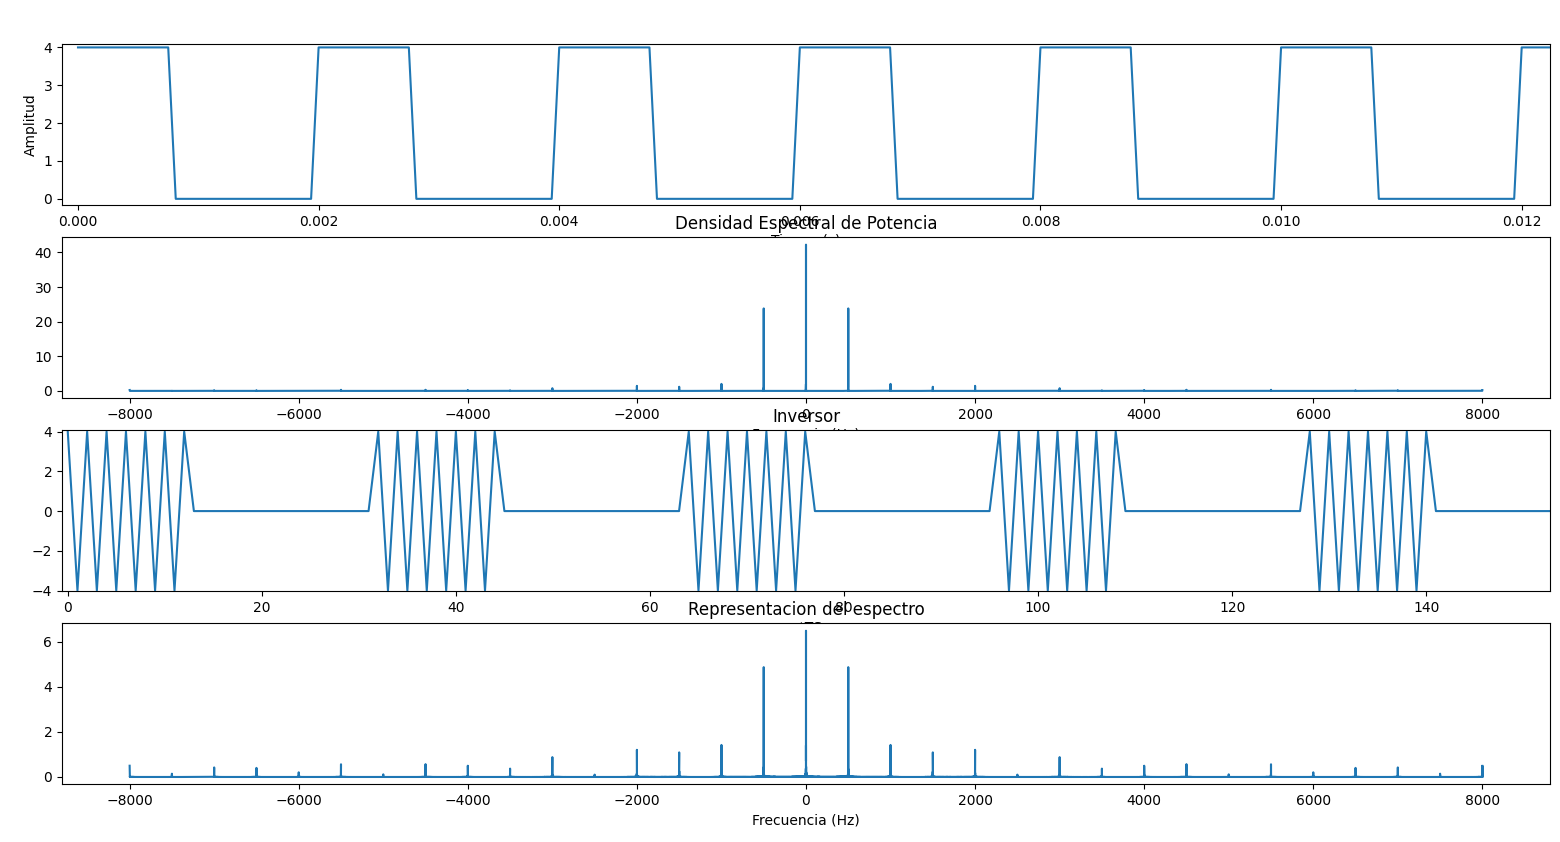 4
3
2
1
0
Amplitud
0.000 0.002 0.004 0.006 0.008 0.010 0.012
Densidad Espectral de Potencia
40
30
20
10
0
−8000 −6000 −4000 −2000 0 2000 4000 6000 8000
Inversor
4
2
0
−2
−4
0 20 40 60 80 100 120 140
Representacion del espectro
6
4
2
0
−8000 −6000 −4000 −2000 0 2000 4000 6000 8000
Frecuencia (Hz)